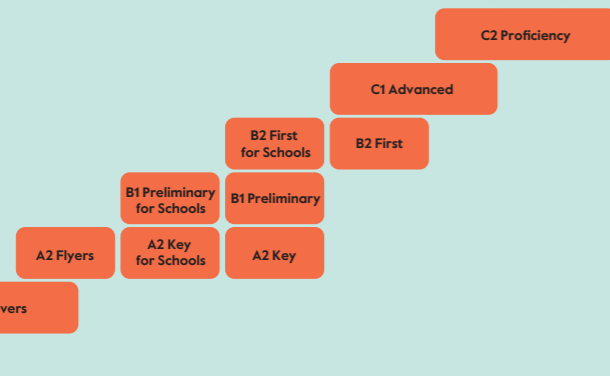 C2 Proficiency
C1 Advanced
B2 First
for Schools
B2 First
B1 Preliminary
for Schools
B1 Preliminary
A2 Flyers
A2 Key
for Schools
A2 Key
vers